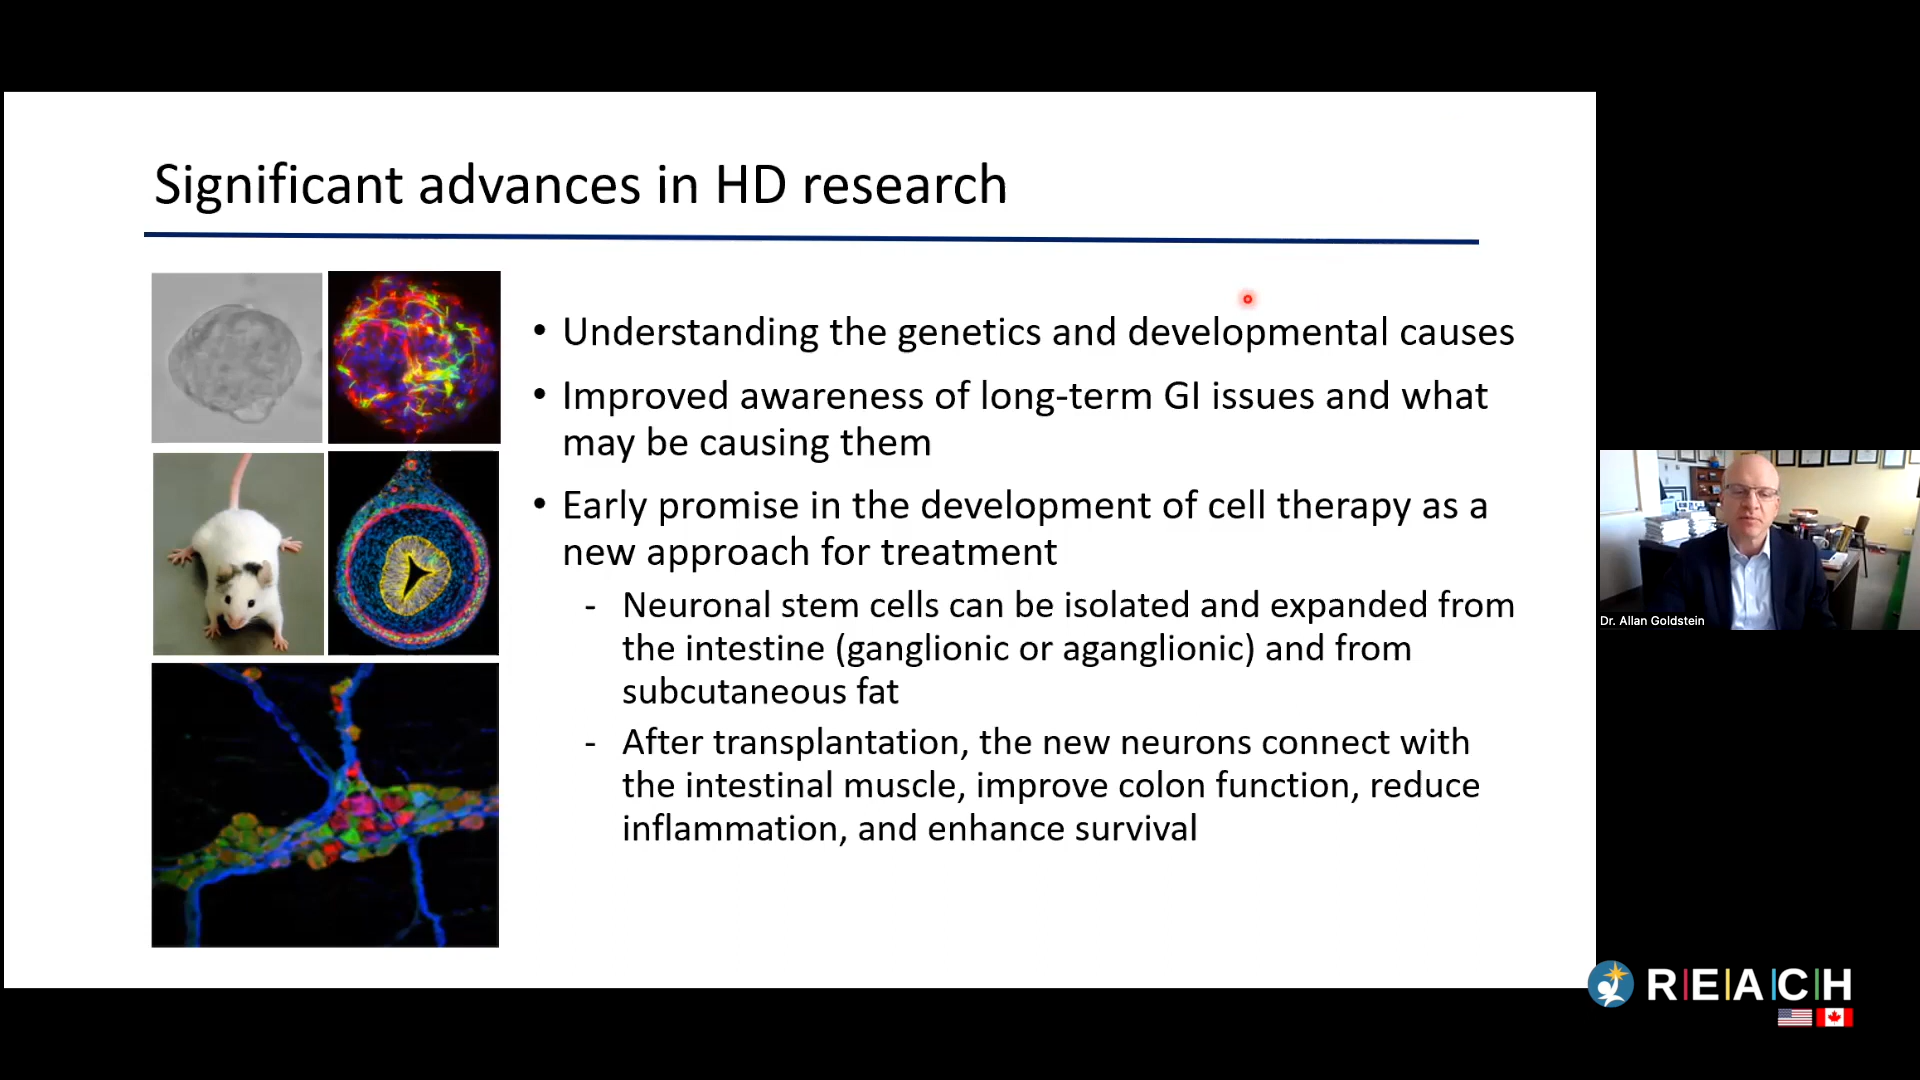 Significant advances in HD research
• Understanding the genetics and developmental causes
• Improved awareness of long-term GI issues and what
may be causing them
• Early promise in the development of cell therapy as a
new approach for treatment
- Neuronal stem cells can be isolated and expanded from
the intestine (ganglionic or aganglionic) and from
subcutaneous fat
- After transplantation, the new neurons connect with
the intestinal muscle, improve colon function, reduce
inflammation, and enhance survival
Dr. Allan Goldstein
R|E|A|C|H